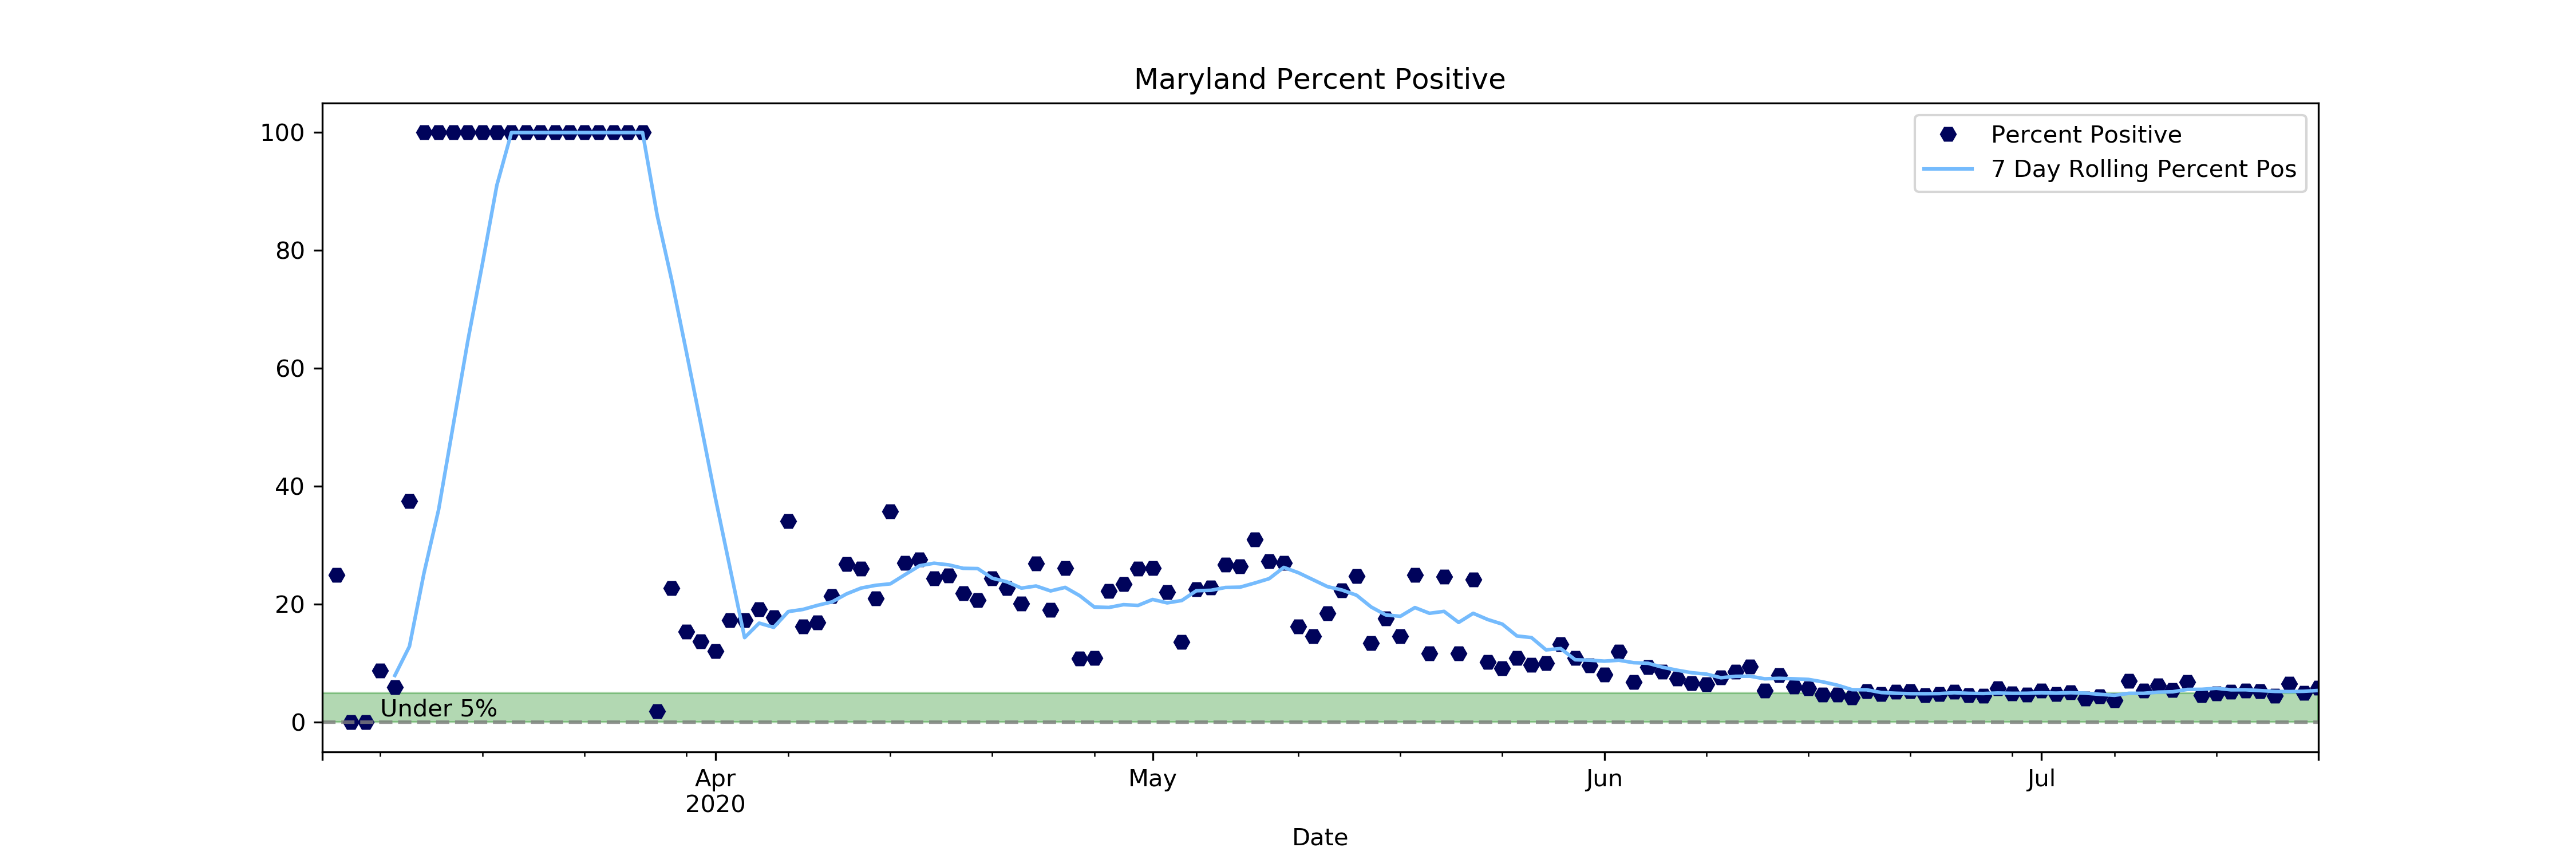 Maryland Percent Positive
100
80
60
40
20
0
Percent Positive
7 Day Rolling Percent Pos
Under 5%
Apr
2020
May
Jun
Jul
Date